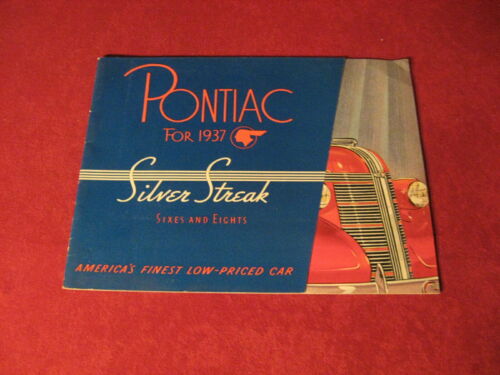 PONTIAC
FOR 1937
Silver Streak
SIXES AND EIGHTS
AMERICA'S FINEST LOW-PRICED CAR